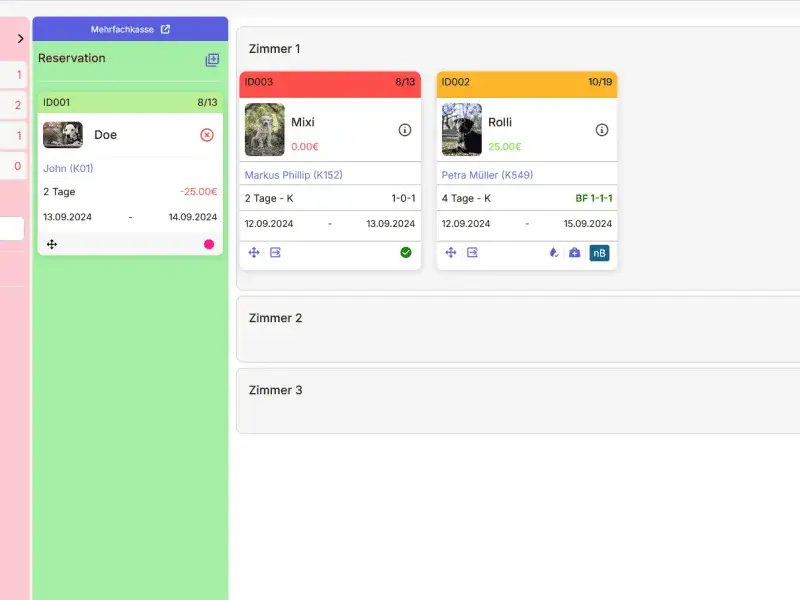 1
2
1
0
Mehrfachkasse
Reservation
ID001 8/13
Doe
John (K01)
2 Tage -25.00€
13.09.2024 - 14.09.2024
Zimmer 1
ID003 8/13
Mixi
0.00€
Markus Phillip (K152)
2 Tage - K 1-0-1
12.09.2024 - 13.09.2024
ID002 10/19
Rolli
25.00€
Petra Müller (K549)
4 Tage - K BF 1-1-1
12.09.2024 - 15.09.2024
nB
Zimmer 2
Zimmer 3